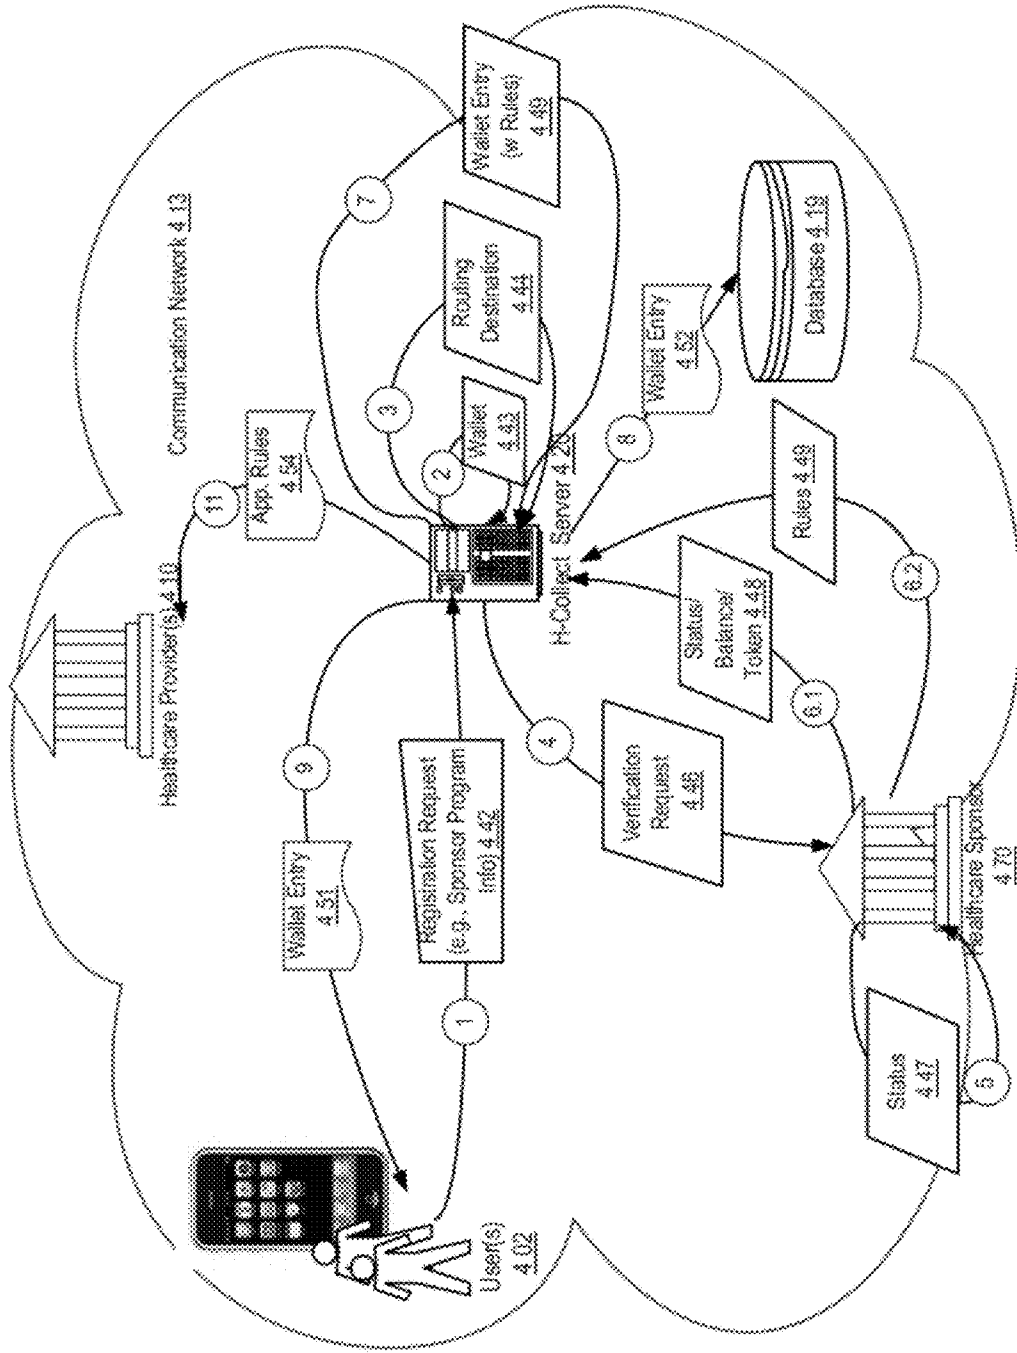 Communication Network 4.13
Healthcare Provider(s) 4.10
11
App. Rules
4.54
7
Wallet Entry
(w Rules)
4.49
3
Routing
Destination
4.44
2
Wallet
4.43
9
Wallet Entry
4.51
User(s)
4.02
1
Registration Request
(e.g., Sponsor Program
Info) 4.42
H-Collect Server 4.20
8
Wallet Entry
4.52
Database 4.19
4
Verification
Request
4.46
6.1
Status/
Balance/
Token 4.48
6.2
Rules 4.49
Healthcare Sponsor
4.70
Status
4.47
5